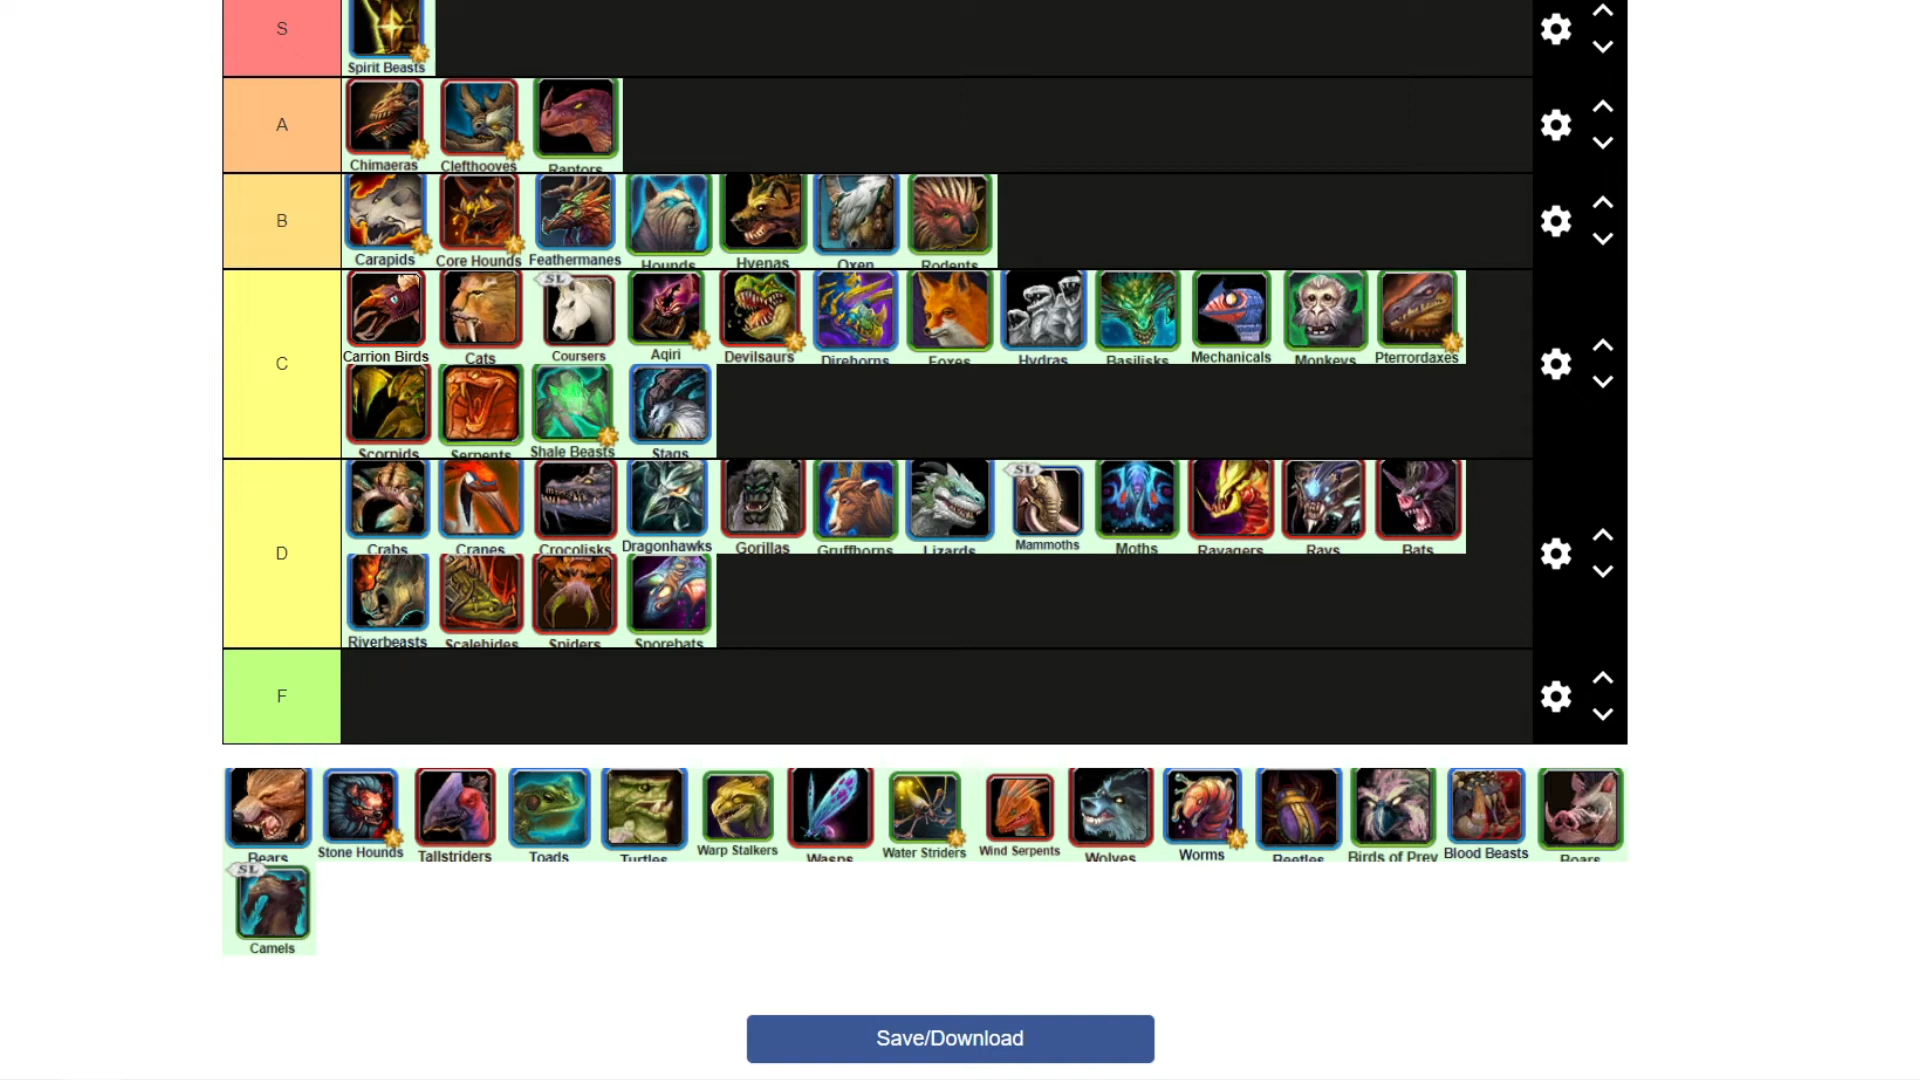 S
Spirit Beasts
A
Chimaeras Clefthooves Raptors
B
Carapids Core Hounds Feathermanes Hounds Hyenas Oxen Rodents
C
SL
Carrion Birds Cats Coursers Aqiri Devilsaurs Direhorns Foxes Hydras Basilisks Mechanicals Monkeys Pterrordaxes
Scorpids Serpents Shale Beasts Stags
D
SL
Crabs Cranes Crocolisks Dragonhawks Gorillas Gruffhorns Lizards Mammoths Moths Ravagers Rays Bats
Riverbeasts Scalehides Spiders Sporebats
F
Bears Stone Hounds Tallstriders Toads Turtles Warp Stalkers Wasps Water Striders Wind Serpents Wolves Worms Beetles Birds of Prey Blood Beasts Boars
SL
Camels
Save/Download